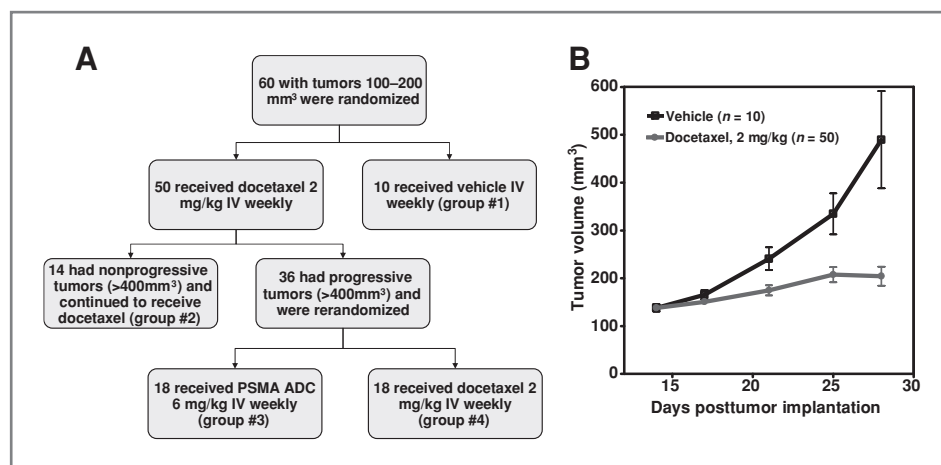 A
60 with tumors 100–200
mm³ were randomized
50 received docetaxel 2
mg/kg IV weekly
10 received vehicle IV
weekly (group #1)
14 had nonprogressive
tumors (>400mm³) and
continued to receive
docetaxel (group #2)
36 had progressive
tumors (>400mm³) and
were rerandomized
18 received PSMA ADC
6 mg/kg IV weekly
(group #3)
18 received docetaxel 2
mg/kg IV weekly
(group #4)
B
Tumor volume (mm³)
600
500
400
300
200
100
0
Vehicle (n = 10)
Docetaxel, 2 mg/kg (n = 50)
15
20
25
30
Days posttumor implantation